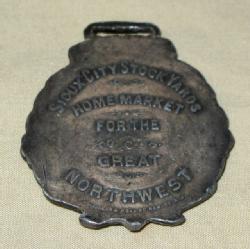 SIOUX CITY STOCK YARDS
HOME MARKET
FOR THE
GREAT
NORTHWEST